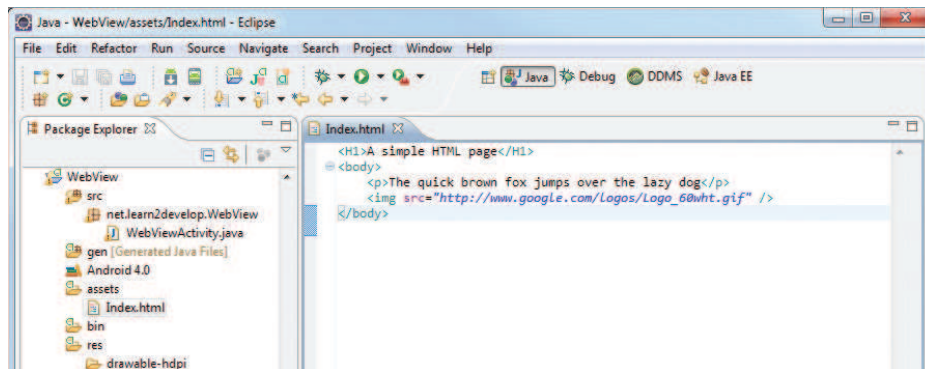 Java - WebView/assets/Index.html - Eclipse
File Edit Refactor Run Source Navigate Search Project Window Help
Java Debug DDMS Java EE
Package Explorer
Index.html
WebView
src
net.learn2develop.WebView
WebViewActivity.java
gen [Generated Java Files]
Android 4.0
assets
Index.html
bin
res
drawable-hdpi
<H1>A simple HTML page</H1>
<body>
<p>The quick brown fox jumps over the lazy dog</p>
<img src="http://www.google.com/logos/Logo_60wht.gif" />
</body>